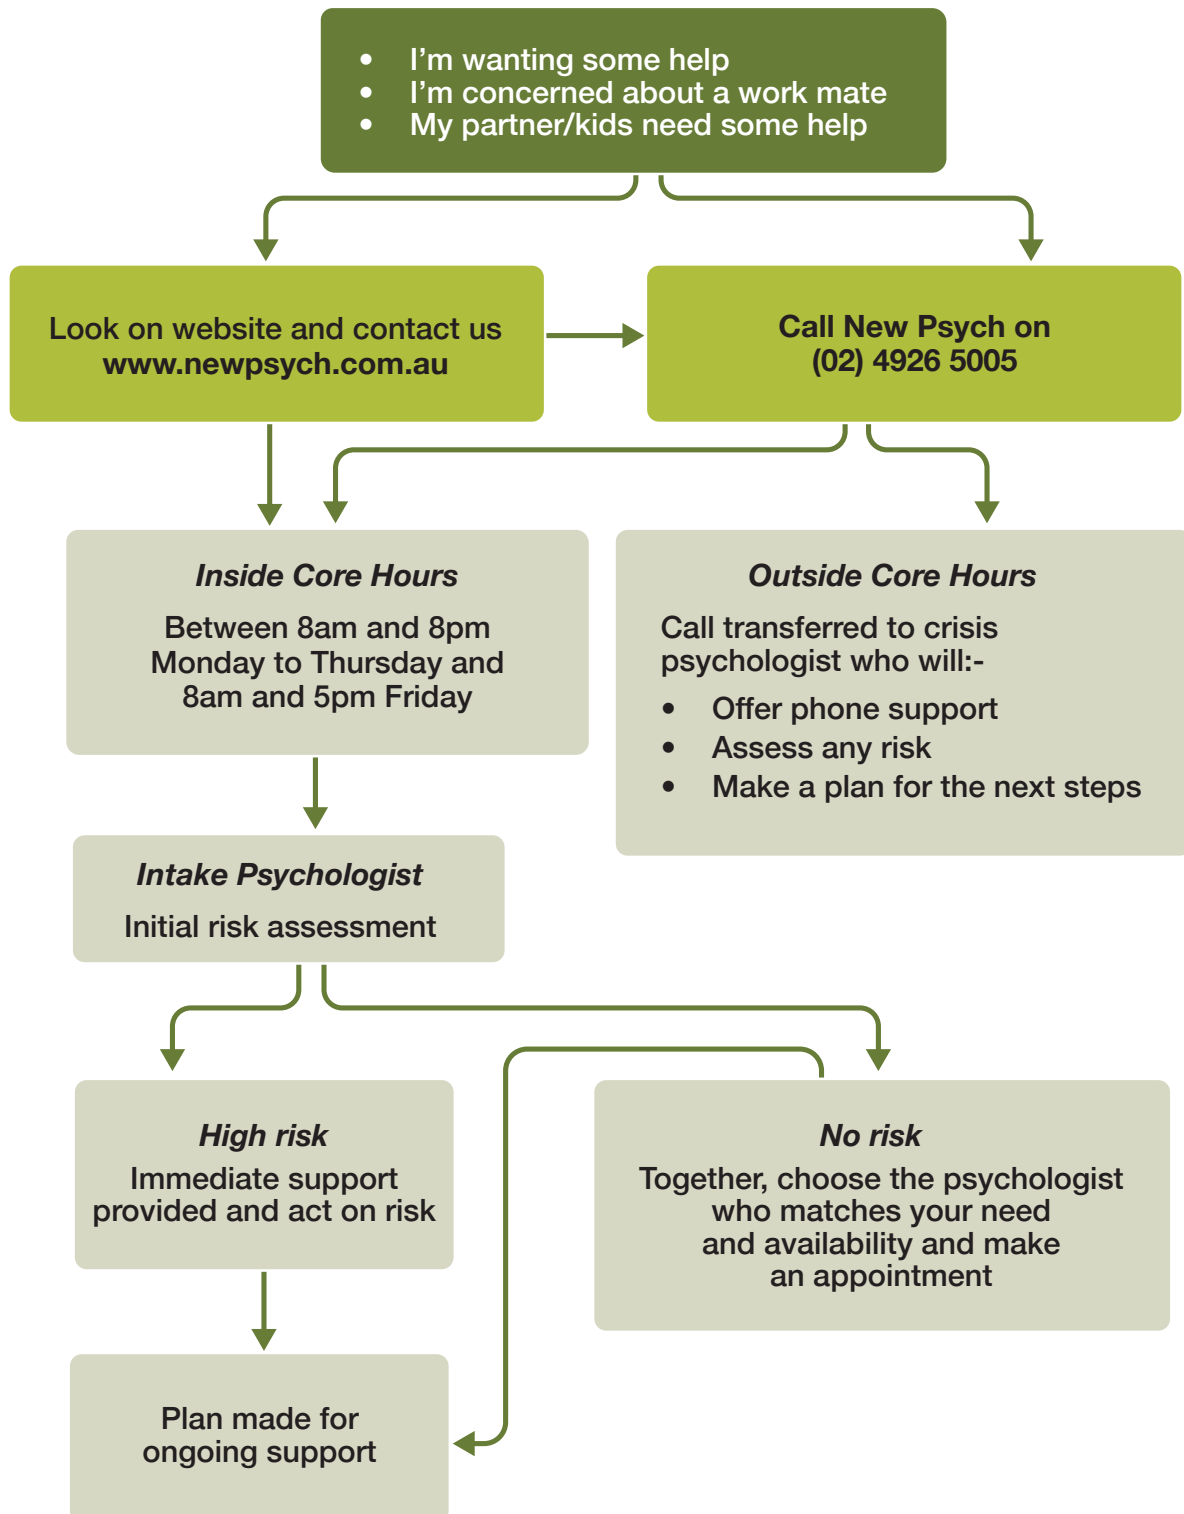 • I'm wanting some help
• I'm concerned about a work mate
• My partner/kids need some help
Look on website and contact us
www.newpsych.com.au
Call New Psych on
(02) 4926 5005
Inside Core Hours
Between 8am and 8pm
Monday to Thursday and
8am and 5pm Friday
Outside Core Hours
Call transferred to crisis
psychologist who will:-
• Offer phone support
• Assess any risk
• Make a plan for the next steps
Intake Psychologist
Initial risk assessment
High risk
Immediate support
provided and act on risk
No risk
Together, choose the psychologist
who matches your need
and availability and make
an appointment
Plan made for
ongoing support